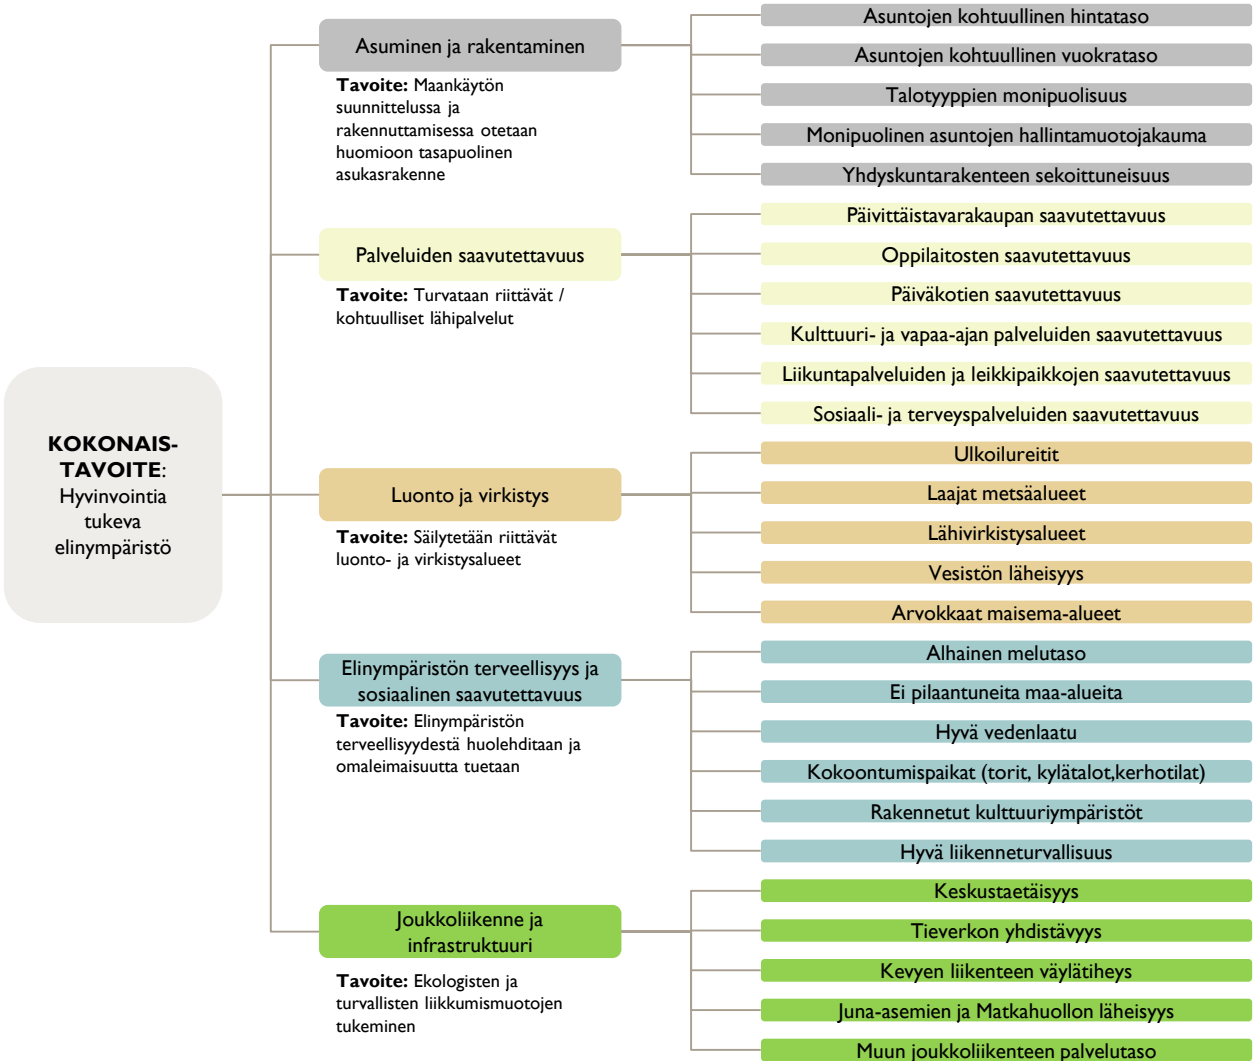 KOKONAIS-
TAVOITE:
Hyvinvointia
tukeva
elinympäristö
Asuminen ja rakentaminen
Tavoite: Maankäytön
suunnittelussa ja
rakennuttamisessa otetaan
huomioon tasapuolinen
asukasrakenne
Asuntojen kohtuullinen hintataso
Asuntojen kohtuullinen vuokrataso
Talotyyppien monipuolisuus
Monipuolinen asuntojen hallintamuotojakauma
Yhdyskuntarakenteen sekoittuneisuus
Palveluiden saavutettavuus
Tavoite: Turvataan riittävät /
kohtuulliset lähipalvelut
Päivittäistavarakaupan saavutettavuus
Oppilaitosten saavutettavuus
Päiväkotien saavutettavuus
Kulttuuri- ja vapaa-ajan palveluiden saavutettavuus
Liikuntapalveluiden ja leikkipaikkojen saavutettavuus
Sosiaali- ja terveyspalveluiden saavutettavuus
Luonto ja virkistys
Tavoite: Säilytetään riittävät
luonto- ja virkistysalueet
Ulkoilureitit
Laajat metsäalueet
Lähivirkistysalueet
Vesistön läheisyys
Arvokkaat maisema-alueet
Elinympäristön terveellisyys ja
sosiaalinen saavutettavuus
Tavoite: Elinympäristön
terveellisyydestä huolehditaan ja
omaleimaisuutta tuetaan
Alhainen melutaso
Ei pilaantuneita maa-alueita
Hyvä vedenlaatu
Kokoontumispaikat (torit, kylätalot,kerhotilat)
Rakennetut kulttuuriympäristöt
Hyvä liikenneturvallisuus
Joukkoliikenne ja
infrastruktuuri
Tavoite: Ekologisten ja
turvallisten liikkumismuotojen
tukeminen
Keskustaetäisyys
Tieverkon yhdistävyys
Kevyen liikenteen väylätiheys
Juna-asemien ja Matkahuollon läheisyys
Muun joukkoliikenteen palvelutaso